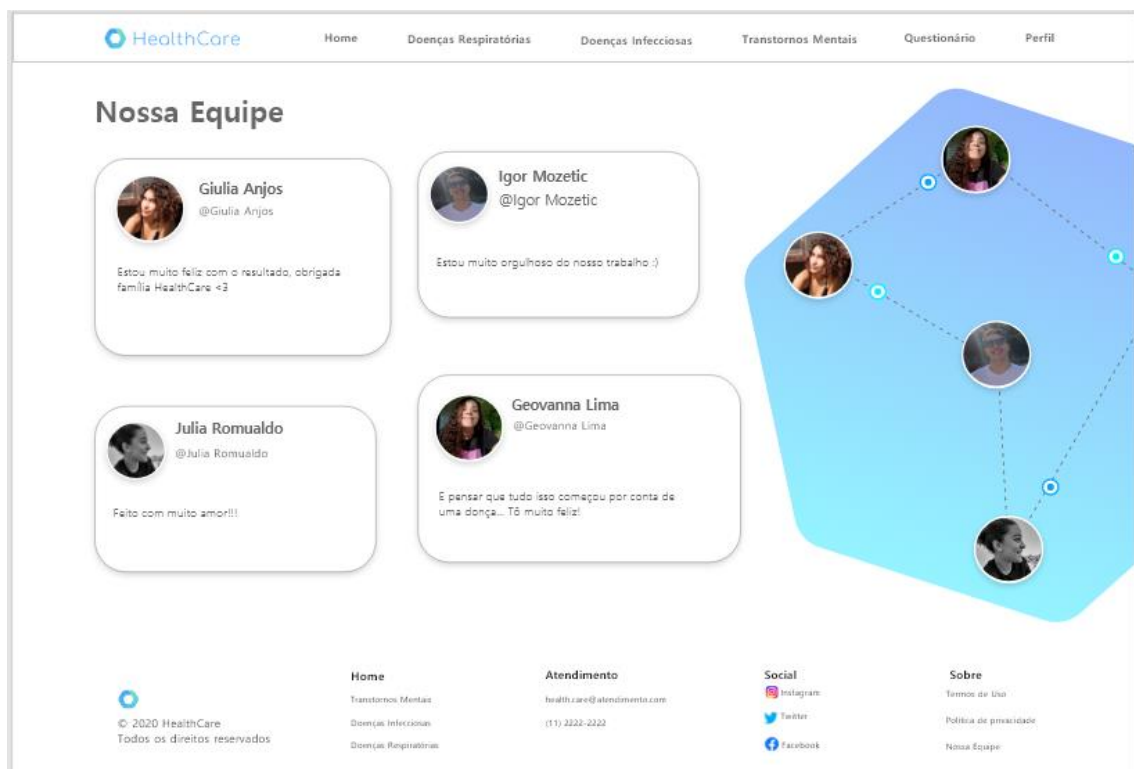 HealthCare
Home
Doenças Respiratórias
Doenças Infecciosas
Transtornos Mentais
Questionário
Perfil
Nossa Equipe
Giulia Anjos
@Giulia Anjos
Estou muito feliz com o resultado, obrigada
família HealthCare <3
Igor Mozetic
@Igor Mozetic
Estou muito orgulhoso do nosso trabalho :)
Julia Romualdo
@Julia Romualdo
Feito com muito amor!!!
Geovanna Lima
@Geovanna Lima
E pensar que tudo isso começou por conta de
uma donça... Tô muito feliz!
© 2020 HealthCare
Todos os direitos reservados
Home
Transtornos Mentais
Doenças Infecciosas
Doenças Respiratórias
Atendimento
health.care@atendimento.com
(11) 2222-2222
Social
Instagram
Twitter
Facebook
Sobre
Termos de Uso
Política de privacidade
Nossa Equipe